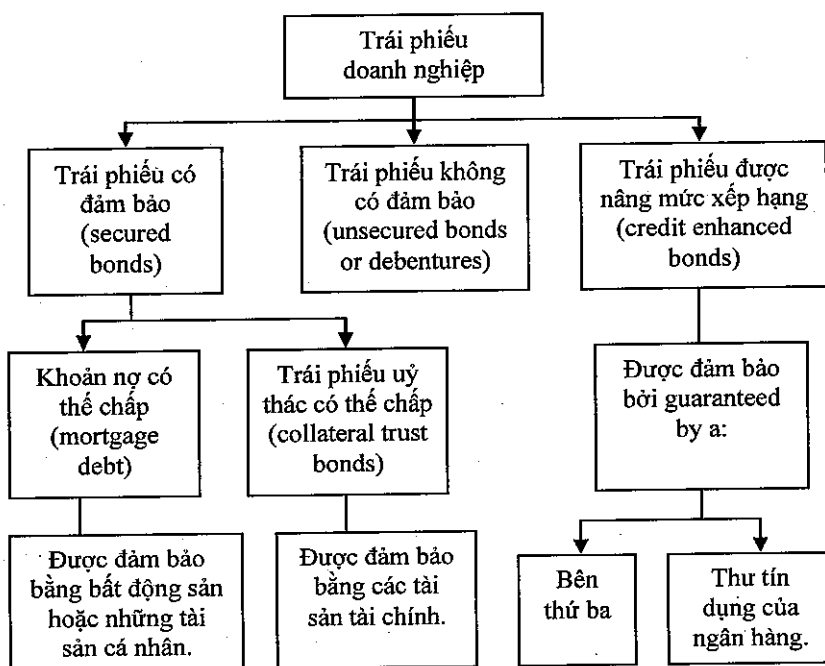 Trái phiếu
doanh nghiệp
Trái phiếù có
đảm bảo
(secured
bonds)
Trái phiếu không
có đảm bảo
(unsecured bonds
or debentures)
Trái phiếu được
nâng mức xếp hạng
(credit enhanced
bonds)
Khoản nợ có
thế chấp
(mortgage
debt)
Trái phiếu uỷ
thác có thế chấp
(collateral trust
bonds)
Được đảm bảo
bởi guaranteed
by a:
Được đảm bảo
bằng bất động sản
hoặc những tài
sản cá nhân.
Được đảm bảo
bằng các tài
sản tài chính.
Bên
thứ ba
Thư tín
dụng của
ngân hàng.